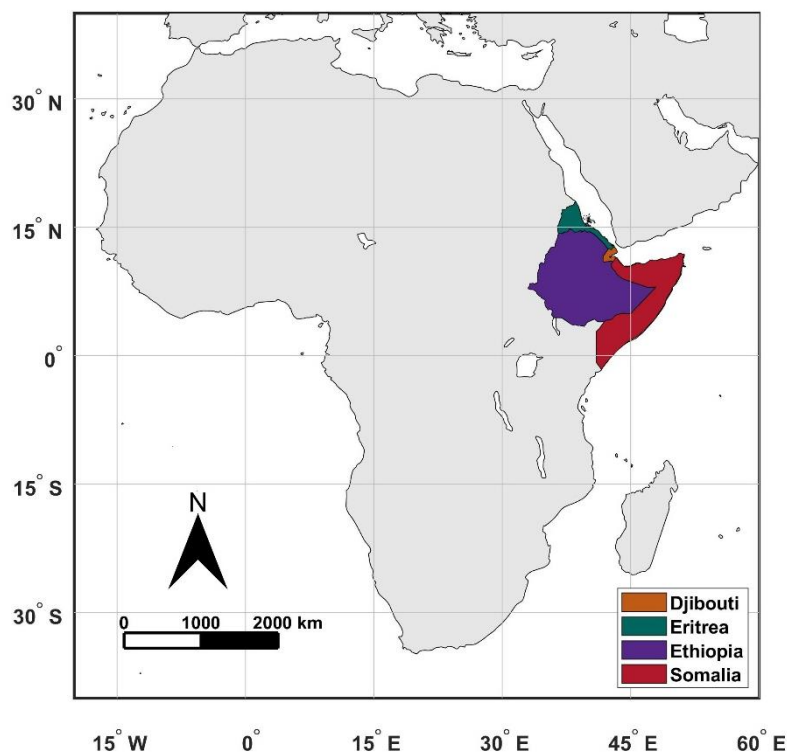 30° N
15° N
0°
15° S
30° S
N
0 1000 2000 km
Djibouti
Eritrea
Ethiopia
Somalia
15° W 0° 15° E 30° E 45° E 60° E